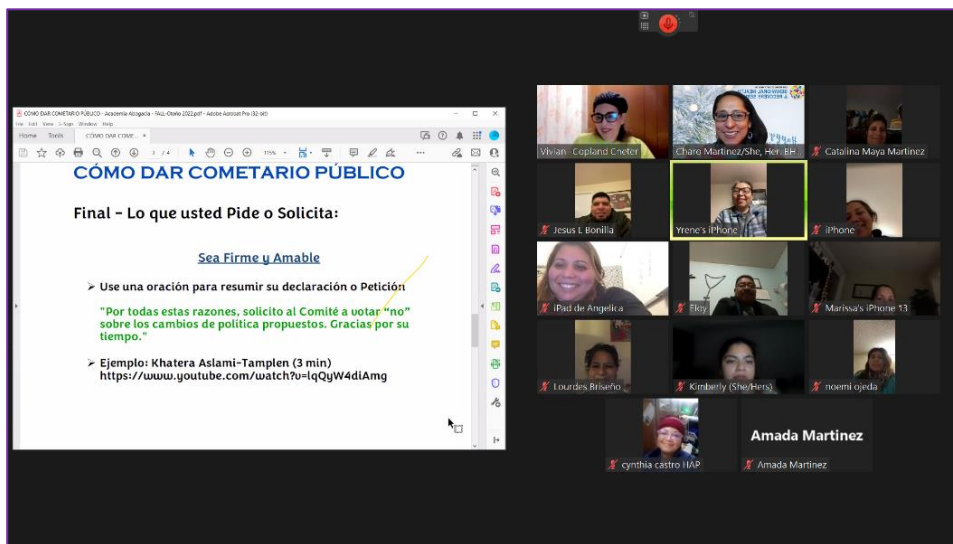 CÓMO DAR COMETARIO PÚBLICO - Academia Abogacía - FALL-Otoño 2022.pdf - Adobe Acrobat Pro (32-bit)
File Edit View E-Sign Window Help
Home Tools CÓMO DAR COME... ×
3 / 4 115%
CÓMO DAR COMETARIO PÚBLICO
Final – Lo que usted Pide o Solicita:
Sea Firme y Amable
➤ Use una oración para resumir su declaración o Petición
"Por todas estas razones, solicito al Comité a votar “no”
sobre los cambios de política propuestos. Gracias por su
tiempo."
➤ Ejemplo: Khatera Aslami-Tamplen (3 min)
https://www.youtube.com/watch?v=lqQyW4diAmg
Vivian -Copland Cheter
Charo Martinez/She, Her. BH...
Catalina Maya Martinez
Jesus L Bonilla
Yrene's iPhone
iPhone
iPad de Angelica
Eloy
Marissa's iPhone 13
Lourdes Briseño
Kimberly (She/Hers)
noemi ojeda
cynthia castro HAP
Amada Martinez
Amada Martinez